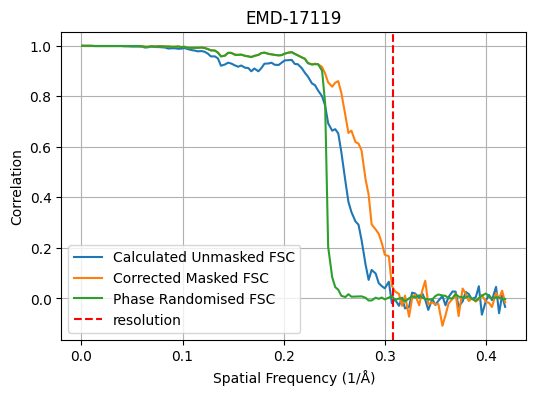 EMD-17119
1.0
0.8
0.6
0.4
0.2
0.0
Correlation
Calculated Unmasked FSC
Corrected Masked FSC
Phase Randomised FSC
resolution
0.0 0.1 0.2 0.3 0.4
Spatial Frequency (1/Å)